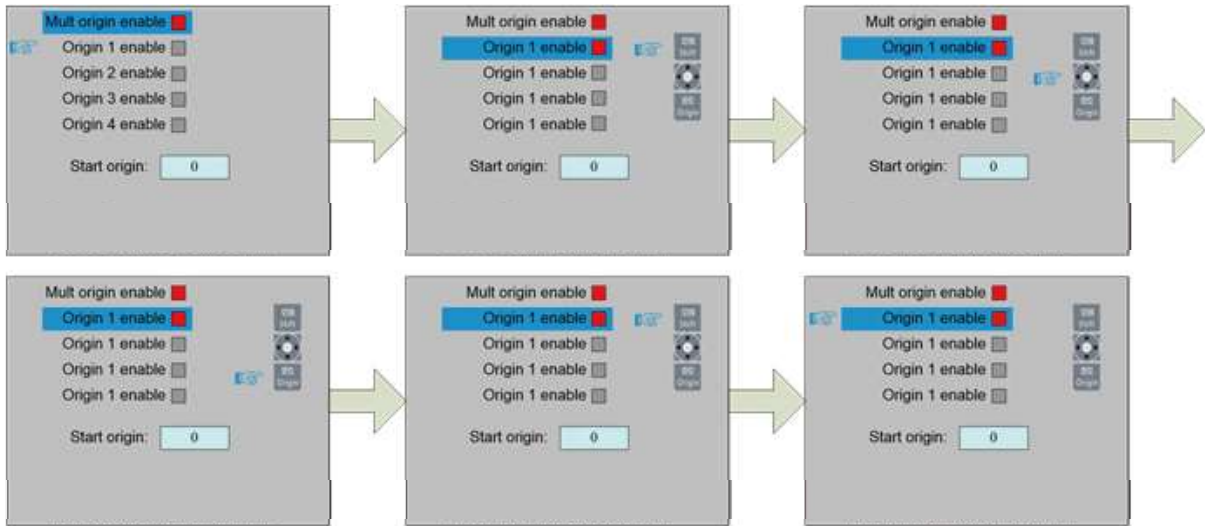 Mult origin enable
Origin 1 enable
Origin 2 enable
Origin 3 enable
Origin 4 enable
Start origin: 0
Mult origin enable
Origin 1 enable
Origin 1 enable
Origin 1 enable
Origin
Origin 1 enable
Start origin: 0
Mult origin enable
Origin 1 enable
Origin 1 enable
Origin 1 enable
Origin
Origin 1 enable
Start origin: 0
Mult origin enable
Origin 1 enable
Origin 1 enable
Origin 1 enable
Origin
Origin 1 enable
Start origin: 0
Mult origin enable
Origin 1 enable
Origin 1 enable
Origin 1 enable
Origin
Origin 1 enable
Start origin: 0
Mult origin enable
Origin 1 enable
Origin 1 enable
Origin 1 enable
Origin
Origin 1 enable
Start origin: 0